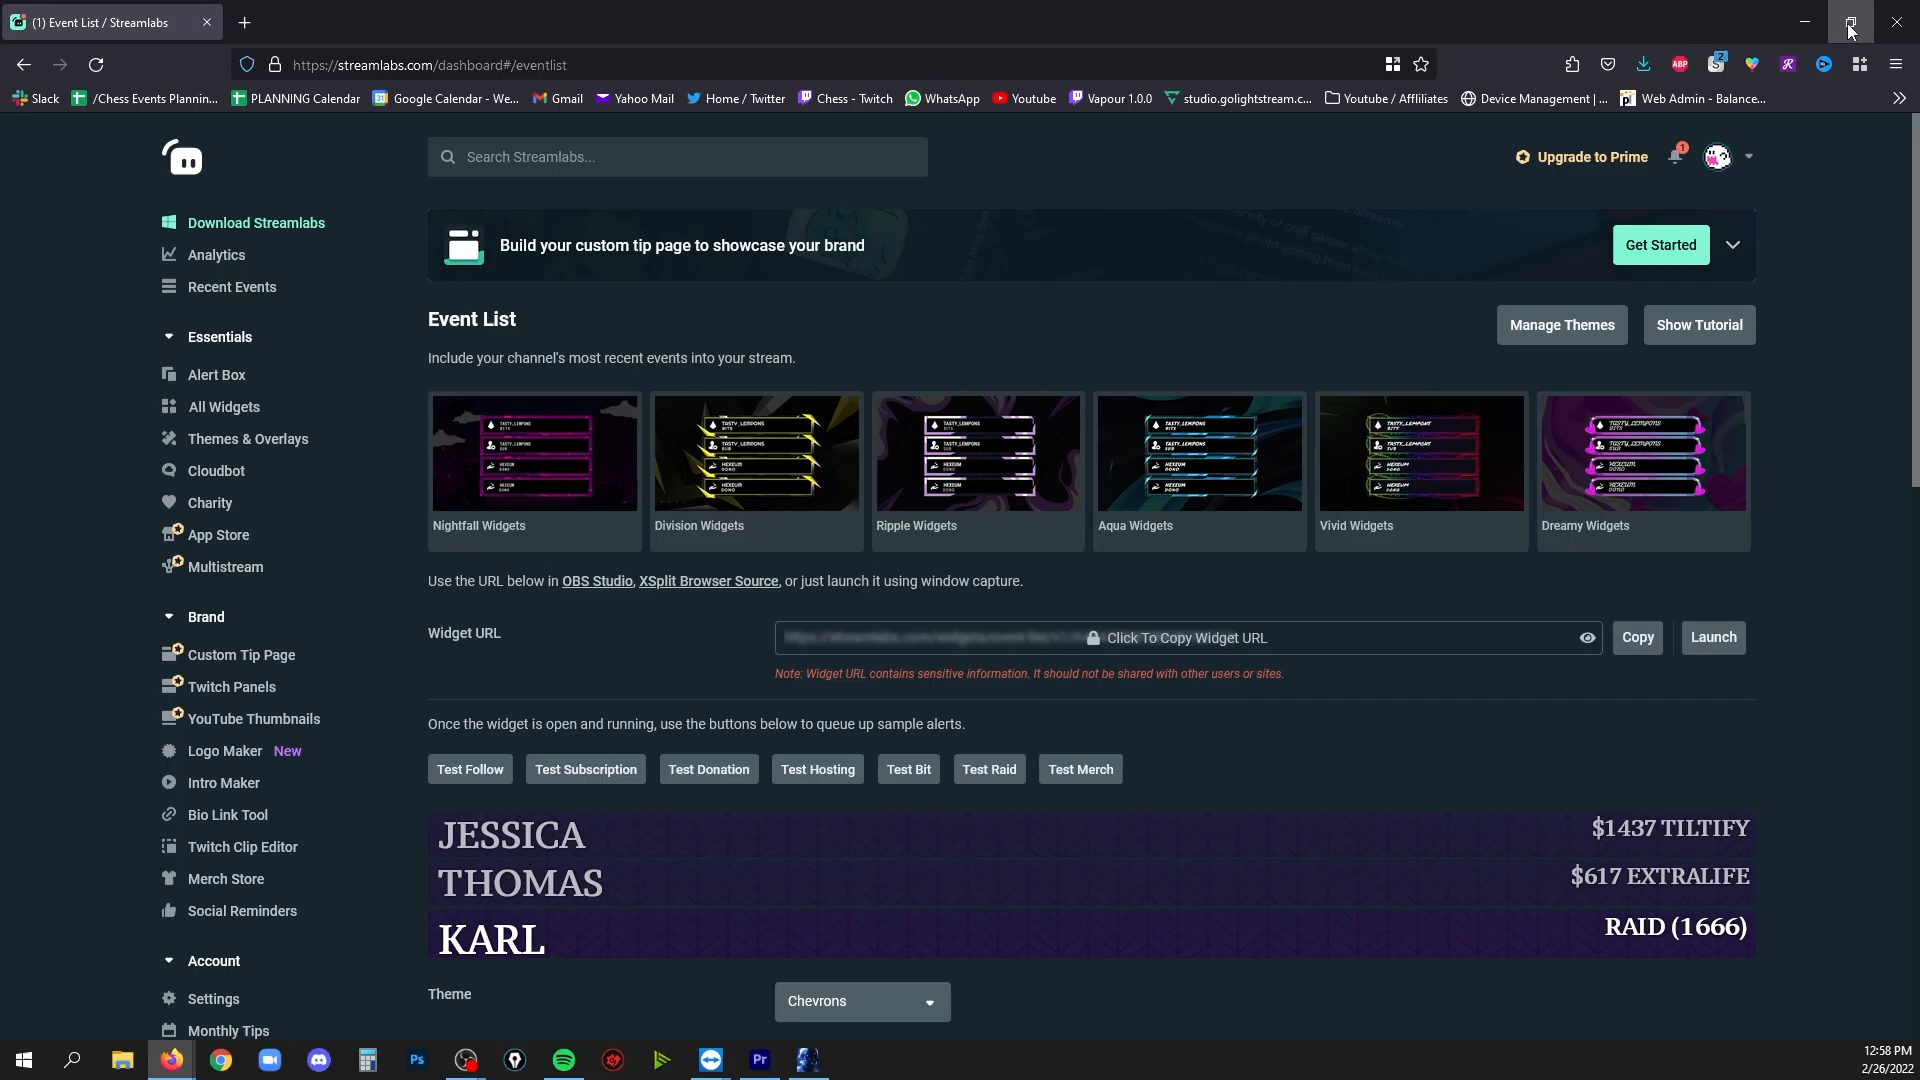 (1) Event List / Streamlabs
https://streamlabs.com/dashboard#/eventlist
ABP
2
Slack
/Chess Events Plannin...
PLANNING Calendar
Google Calendar - We...
Gmail
Yahoo Mail
Home / Twitter
Chess - Twitch
WhatsApp
Youtube
Vapour 1.0.0
studio.golightstream.c...
Youtube / Affliliates
Device Management | ...
Web Admin - Balance...
Search Streamlabs...
Upgrade to Prime
1
Download Streamlabs
Analytics
Recent Events
Essentials
Alert Box
All Widgets
Themes & Overlays
Cloudbot
Charity
App Store
Multistream
Brand
Custom Tip Page
Twitch Panels
YouTube Thumbnails
Logo Maker New
Intro Maker
Bio Link Tool
Twitch Clip Editor
Merch Store
Social Reminders
Account
Settings
Monthly Tips
Build your custom tip page to showcase your brand
Get Started
Event List
Manage Themes
Show Tutorial
Include your channel's most recent events into your stream.
Nightfall Widgets
Division Widgets
Ripple Widgets
Aqua Widgets
Vivid Widgets
Dreamy Widgets
Use the URL below in OBS Studio, XSplit Browser Source, or just launch it using window capture.
Widget URL
Click To Copy Widget URL
Copy
Launch
Note: Widget URL contains sensitive information. It should not be shared with other users or sites.
Once the widget is open and running, use the buttons below to queue up sample alerts.
Test Follow
Test Subscription
Test Donation
Test Hosting
Test Bit
Test Raid
Test Merch
JESSICA $1437 TILTIFY
THOMAS $617 EXTRALIFE
KARL RAID (1666)
Theme
Chevrons
Ps
Pr
12:58 PM
2/26/2022